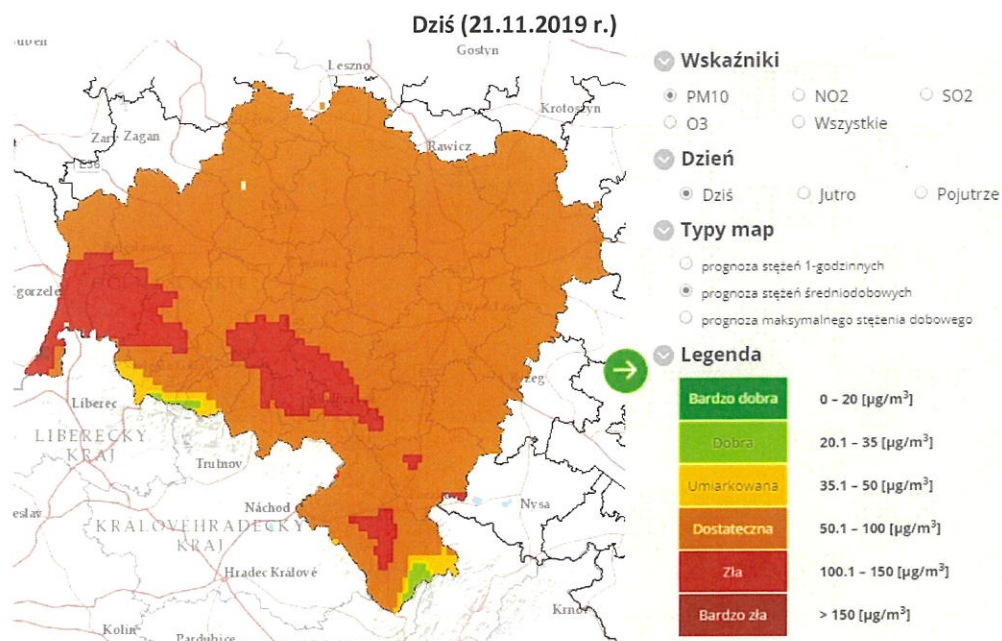 Dziś (21.11.2019 r.)
Gostyn
Leszno
Krotoszyn
Zary Zagan
Rawicz
E36
Liberec
LIBERECKY
KRAJ
Trutnov
Náchod
KRÁLOVÉHRADECKÝ
KRAJ
Nysa
Hradec Králové
Kolín
Pardubice
Wskaźniki
PM10
NO2
SO2
O3
Wszystkie
Dzień
Dziś
Jutro
Pojutrze
Typy map
prognoza stężeń 1-godzinnych
prognoza stężeń średniodobowych
prognoza maksymalnego stężenia dobowego
Legenda
Bardzo dobra 0 – 20 [µg/m³]
Dobra 20.1 – 35 [µg/m³]
Umiarkowana 35.1 – 50 [µg/m³]
Dostateczna 50.1 – 100 [µg/m³]
Zła 100.1 – 150 [µg/m³]
Bardzo zła > 150 [µg/m³]